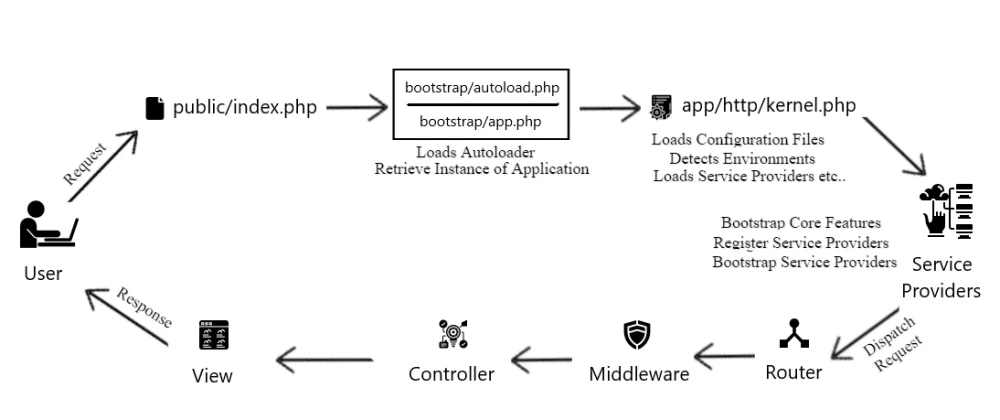 public/index.php
bootstrap/autoload.php
bootstrap/app.php
Loads Autoloader
Retrieve Instance of Application
app/http/kernel.php
Loads Configuration Files
Detects Environments
Loads Service Providers etc..
Request
User
Bootstrap Core Features
Register Service Providers
Bootstrap Service Providers
Service
Providers
Dispatch
Request
Router
Middleware
Controller
View
Response